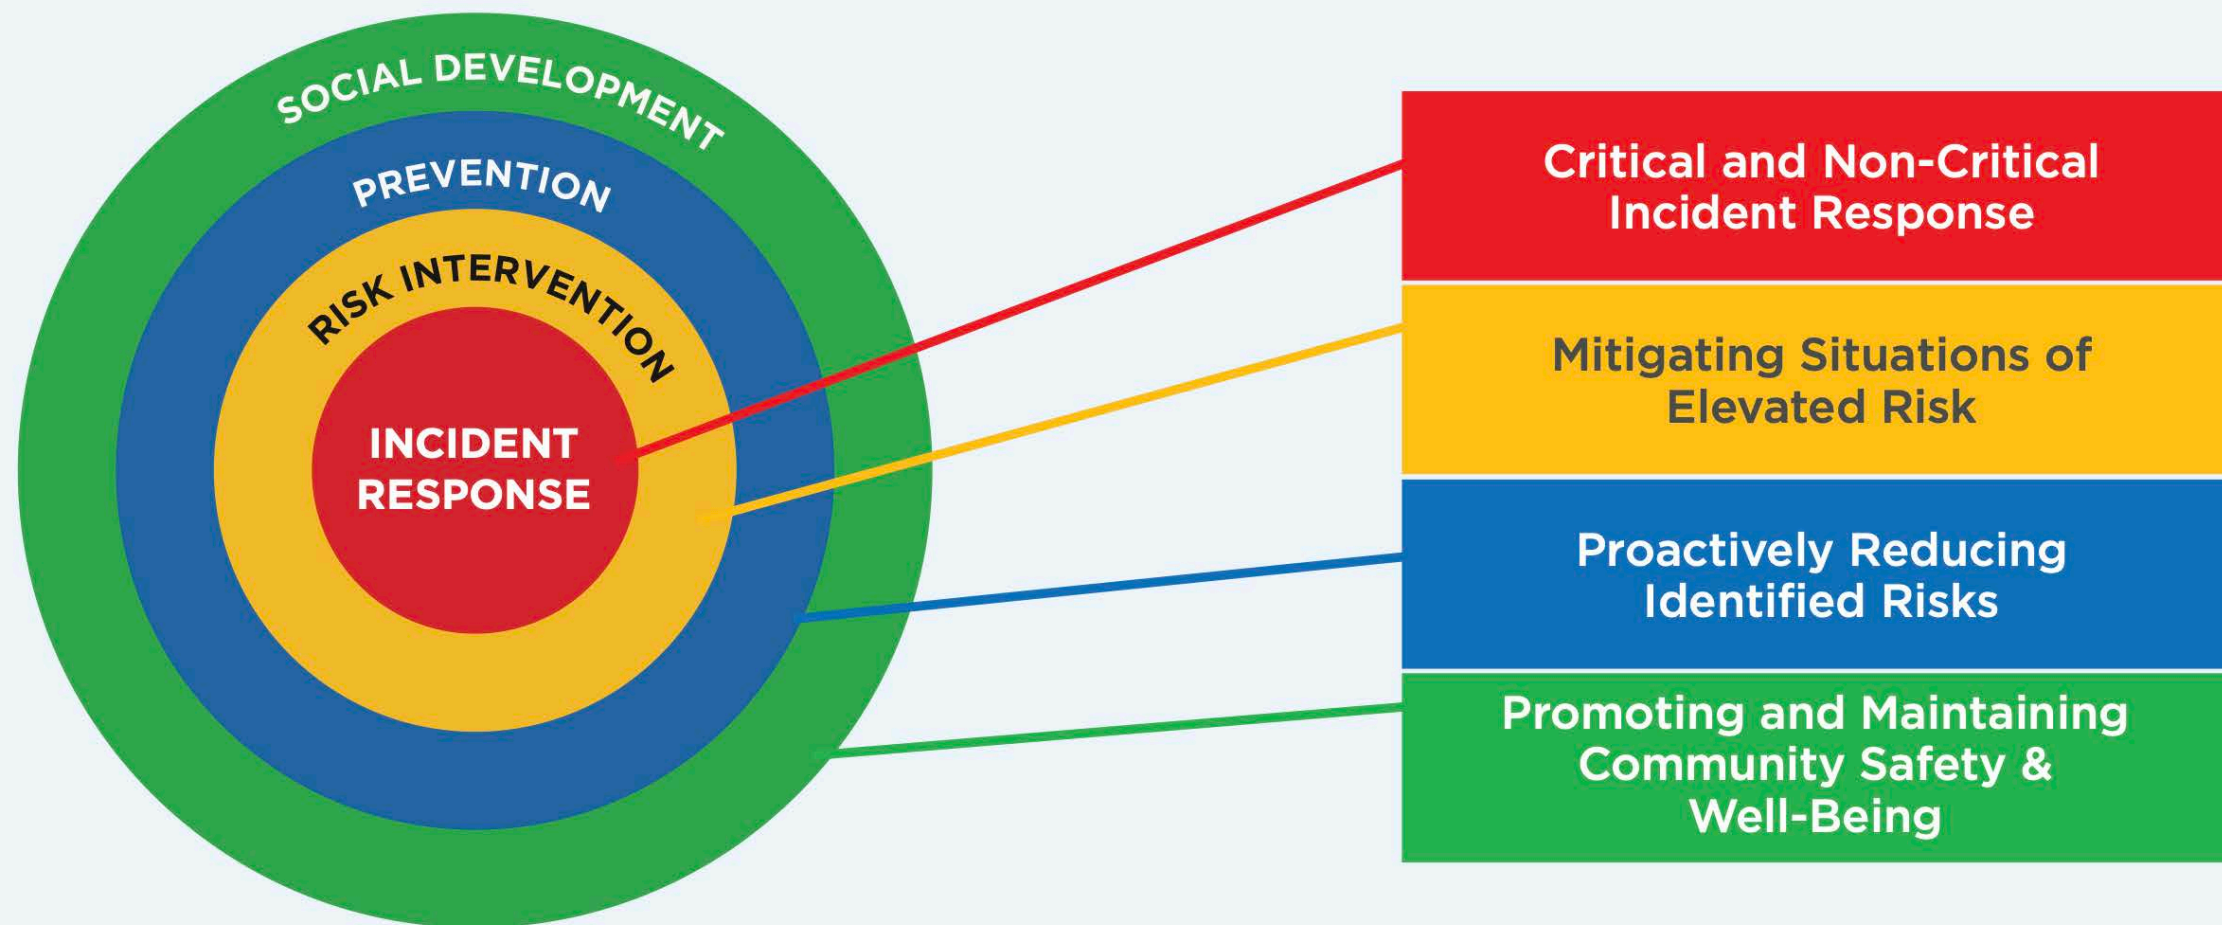 SOCIAL DEVELOPMENT
PREVENTION
RISK INTERVENTION
INCIDENT
RESPONSE
Critical and Non-Critical
Incident Response
Mitigating Situations of
Elevated Risk
Proactively Reducing
Identified Risks
Promoting and Maintaining
Community Safety &
Well-Being